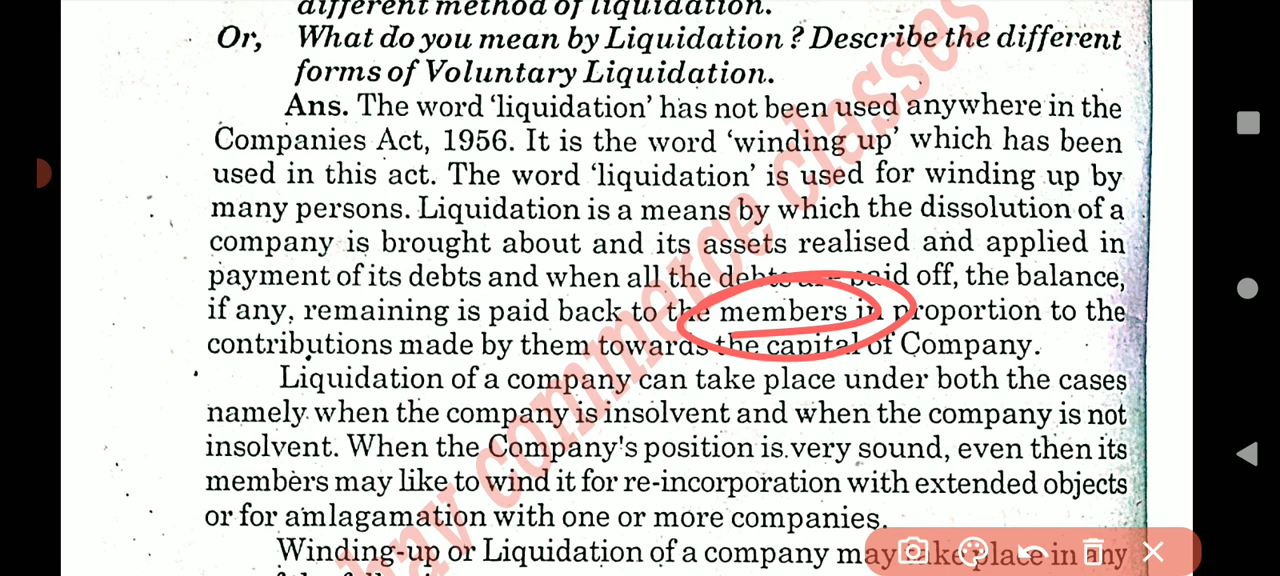 different method of liquidation.
Or, What do you mean by Liquidation ? Describe the different
forms of Voluntary Liquidation.
Ans. The word ‘liquidation’ has not been used anywhere in the
Companies Act, 1956. It is the word ‘winding up’ which has been
used in this act. The word ‘liquidation’ is used for winding up by
many persons. Liquidation is a means by which the dissolution of a
company is brought about and its assets realised and applied in
payment of its debts and when all the debts are paid off, the balance,
if any, remaining is paid back to the members in proportion to the
contributions made by them towards the capital of Company.
Liquidation of a company can take place under both the cases
namely when the company is insolvent and when the company is not
insolvent. When the Company's position is very sound, even then its
members may like to wind it for re-incorporation with extended objects
or for amlagamation with one or more companies.
Winding-up or Liquidation of a company may take place in any
commerce classes